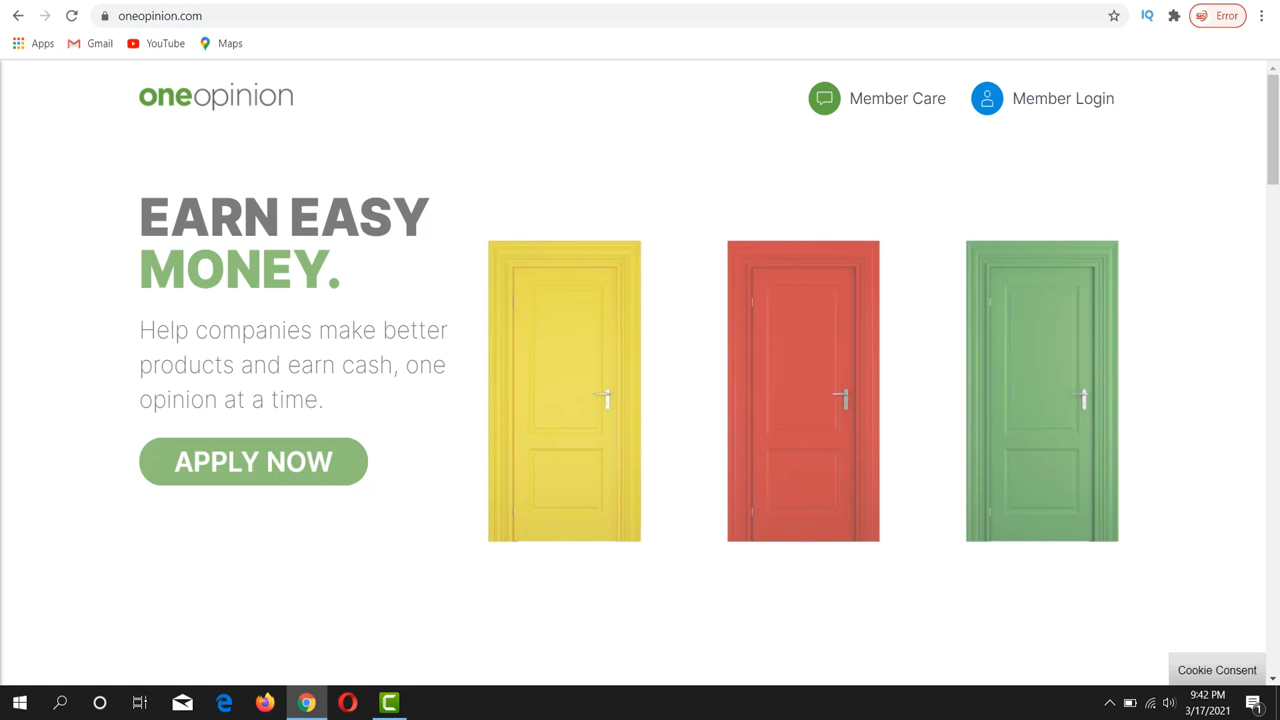 oneopinion.com
Error
Apps
Gmail
YouTube
Maps
oneopinion
Member Care
Member Login
EARN EASY
MONEY.
Help companies make better
products and earn cash, one
opinion at a time.
APPLY NOW
Cookie Consent
9:42 PM
3/17/2021